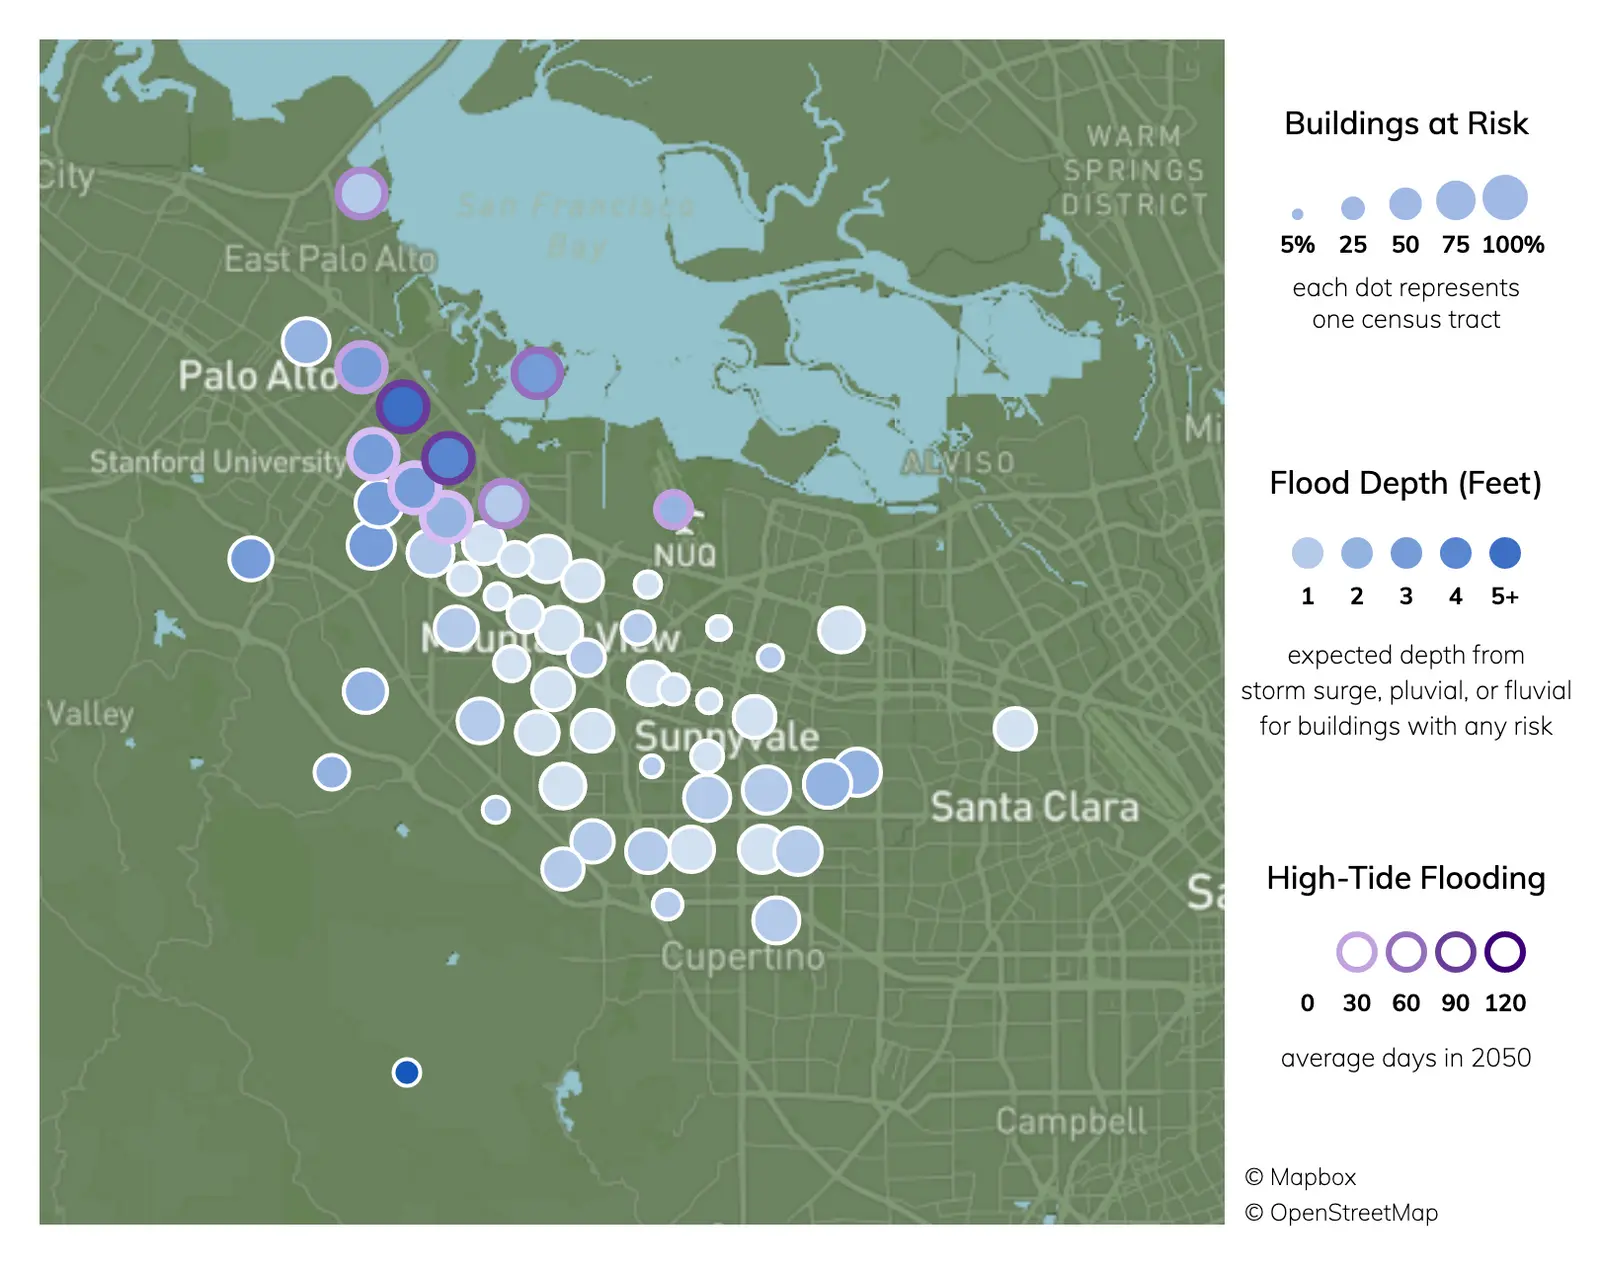 City
San Francisco
Bay
WARM
SPRINGS
DISTRICT
East Palo Alto
Palo Alto
Stanford University
Mi
ALVISO
NUQ
Mountain View
Valley
Sunnyvale
Santa Clara
Sa
Cupertino
Campbell
Buildings at Risk
5% 25 50 75 100%
each dot represents
one census tract
Flood Depth (Feet)
1 2 3 4 5+
expected depth from
storm surge, pluvial, or fluvial
for buildings with any risk
High-Tide Flooding
0 30 60 90 120
average days in 2050
© Mapbox
© OpenStreetMap